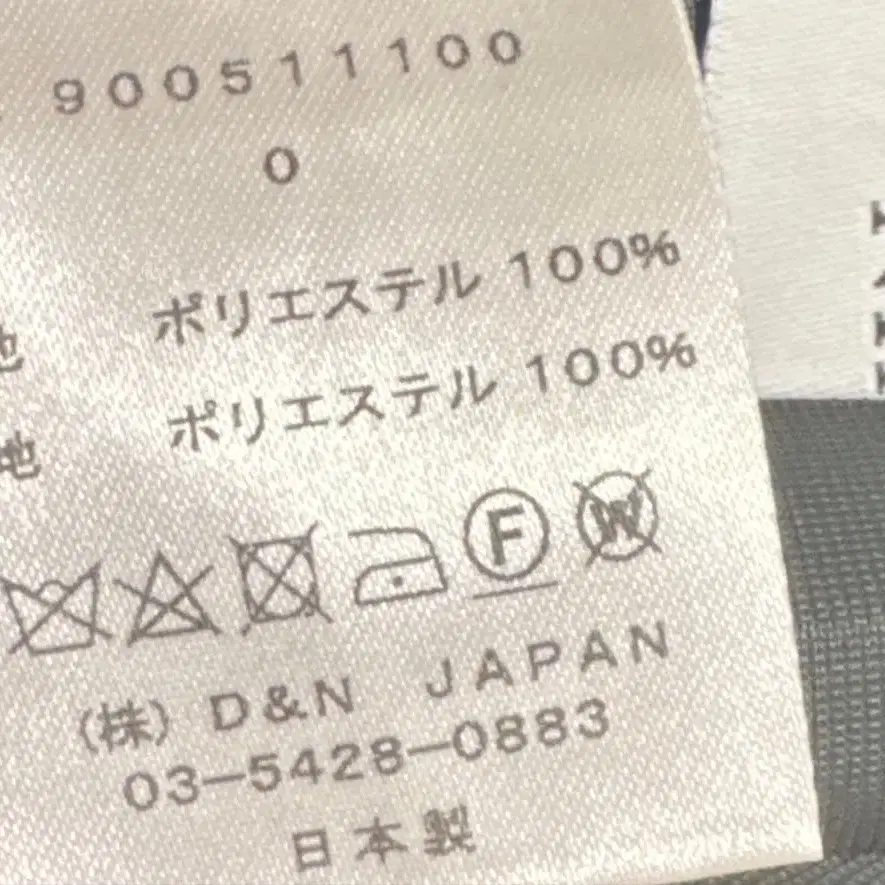 900511100
0
地 ポリエステル 100%
地 ポリエステル 100%
F W
(株) D&N JAPAN
03-5428-0883
日本製